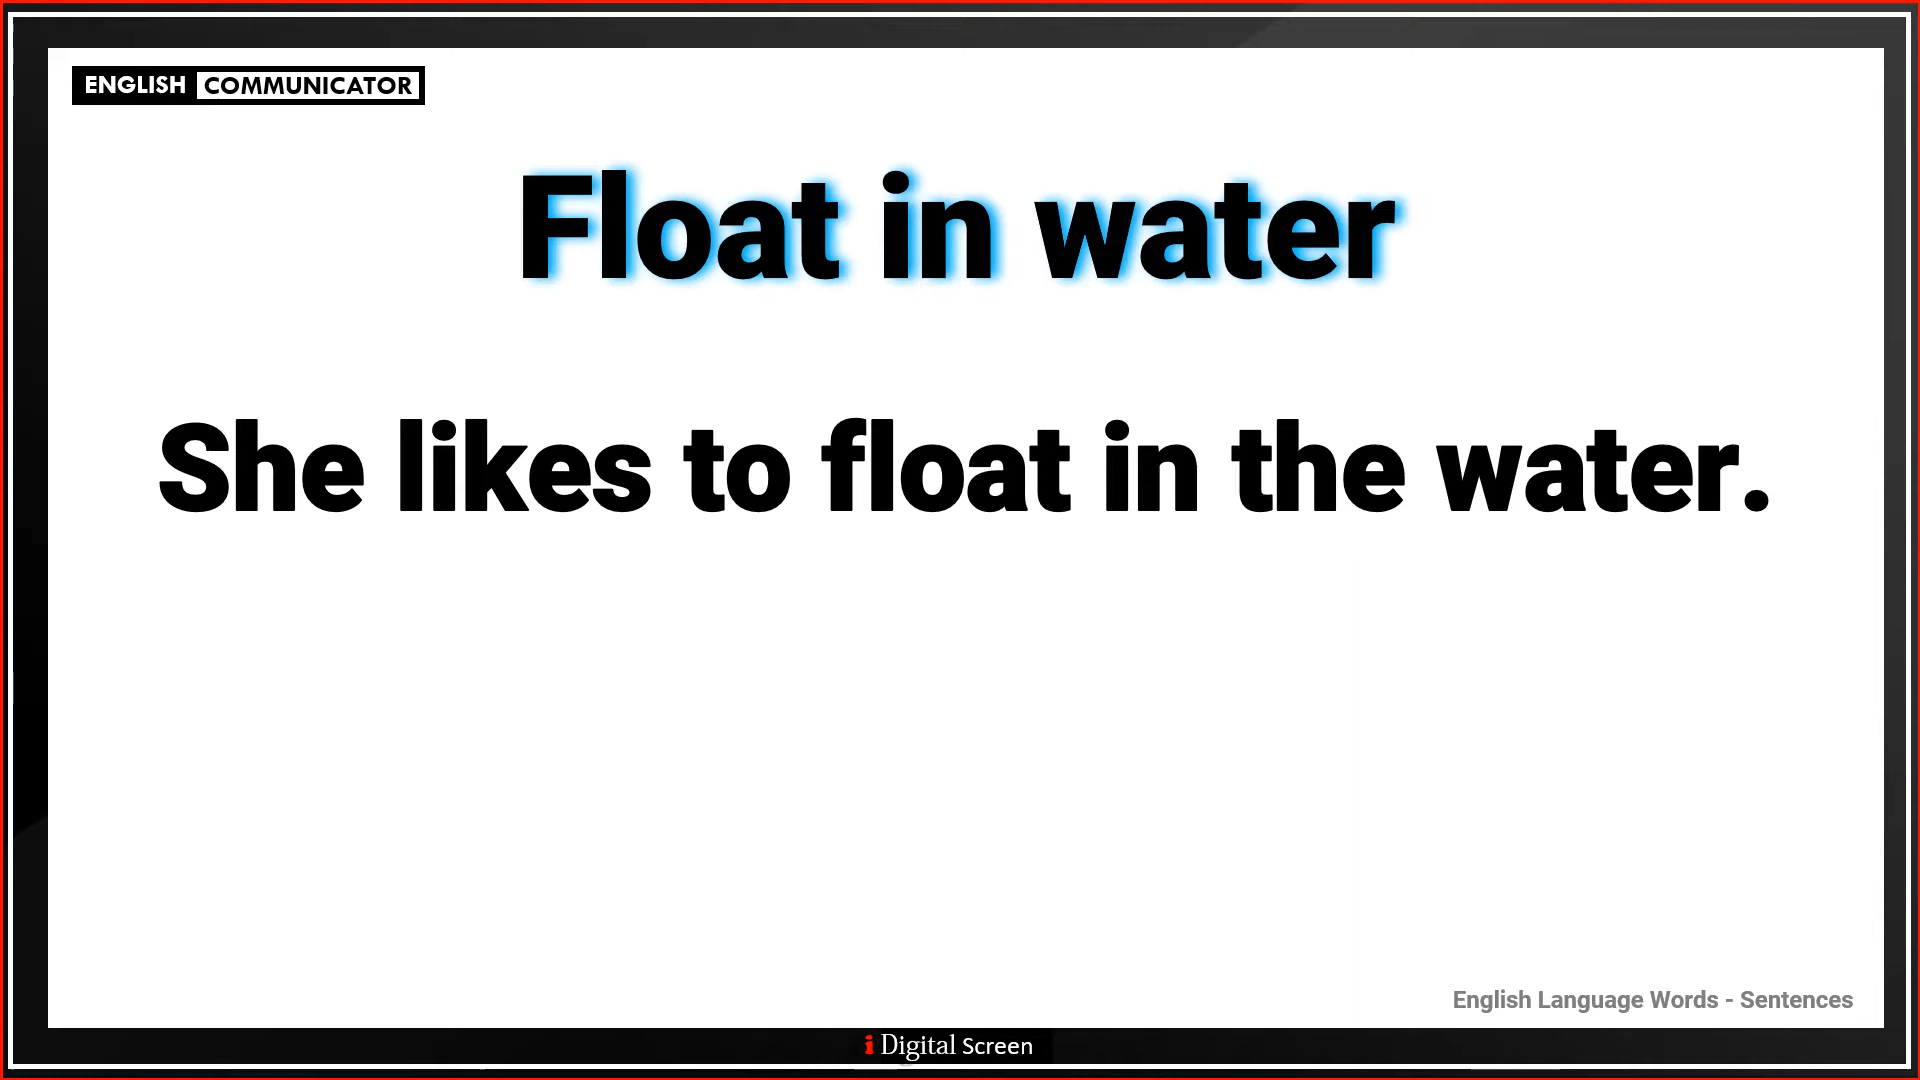 ENGLISH COMMUNICATOR
Float in water
She likes to float in the water.
English Language Words - Sentences
i Digital Screen